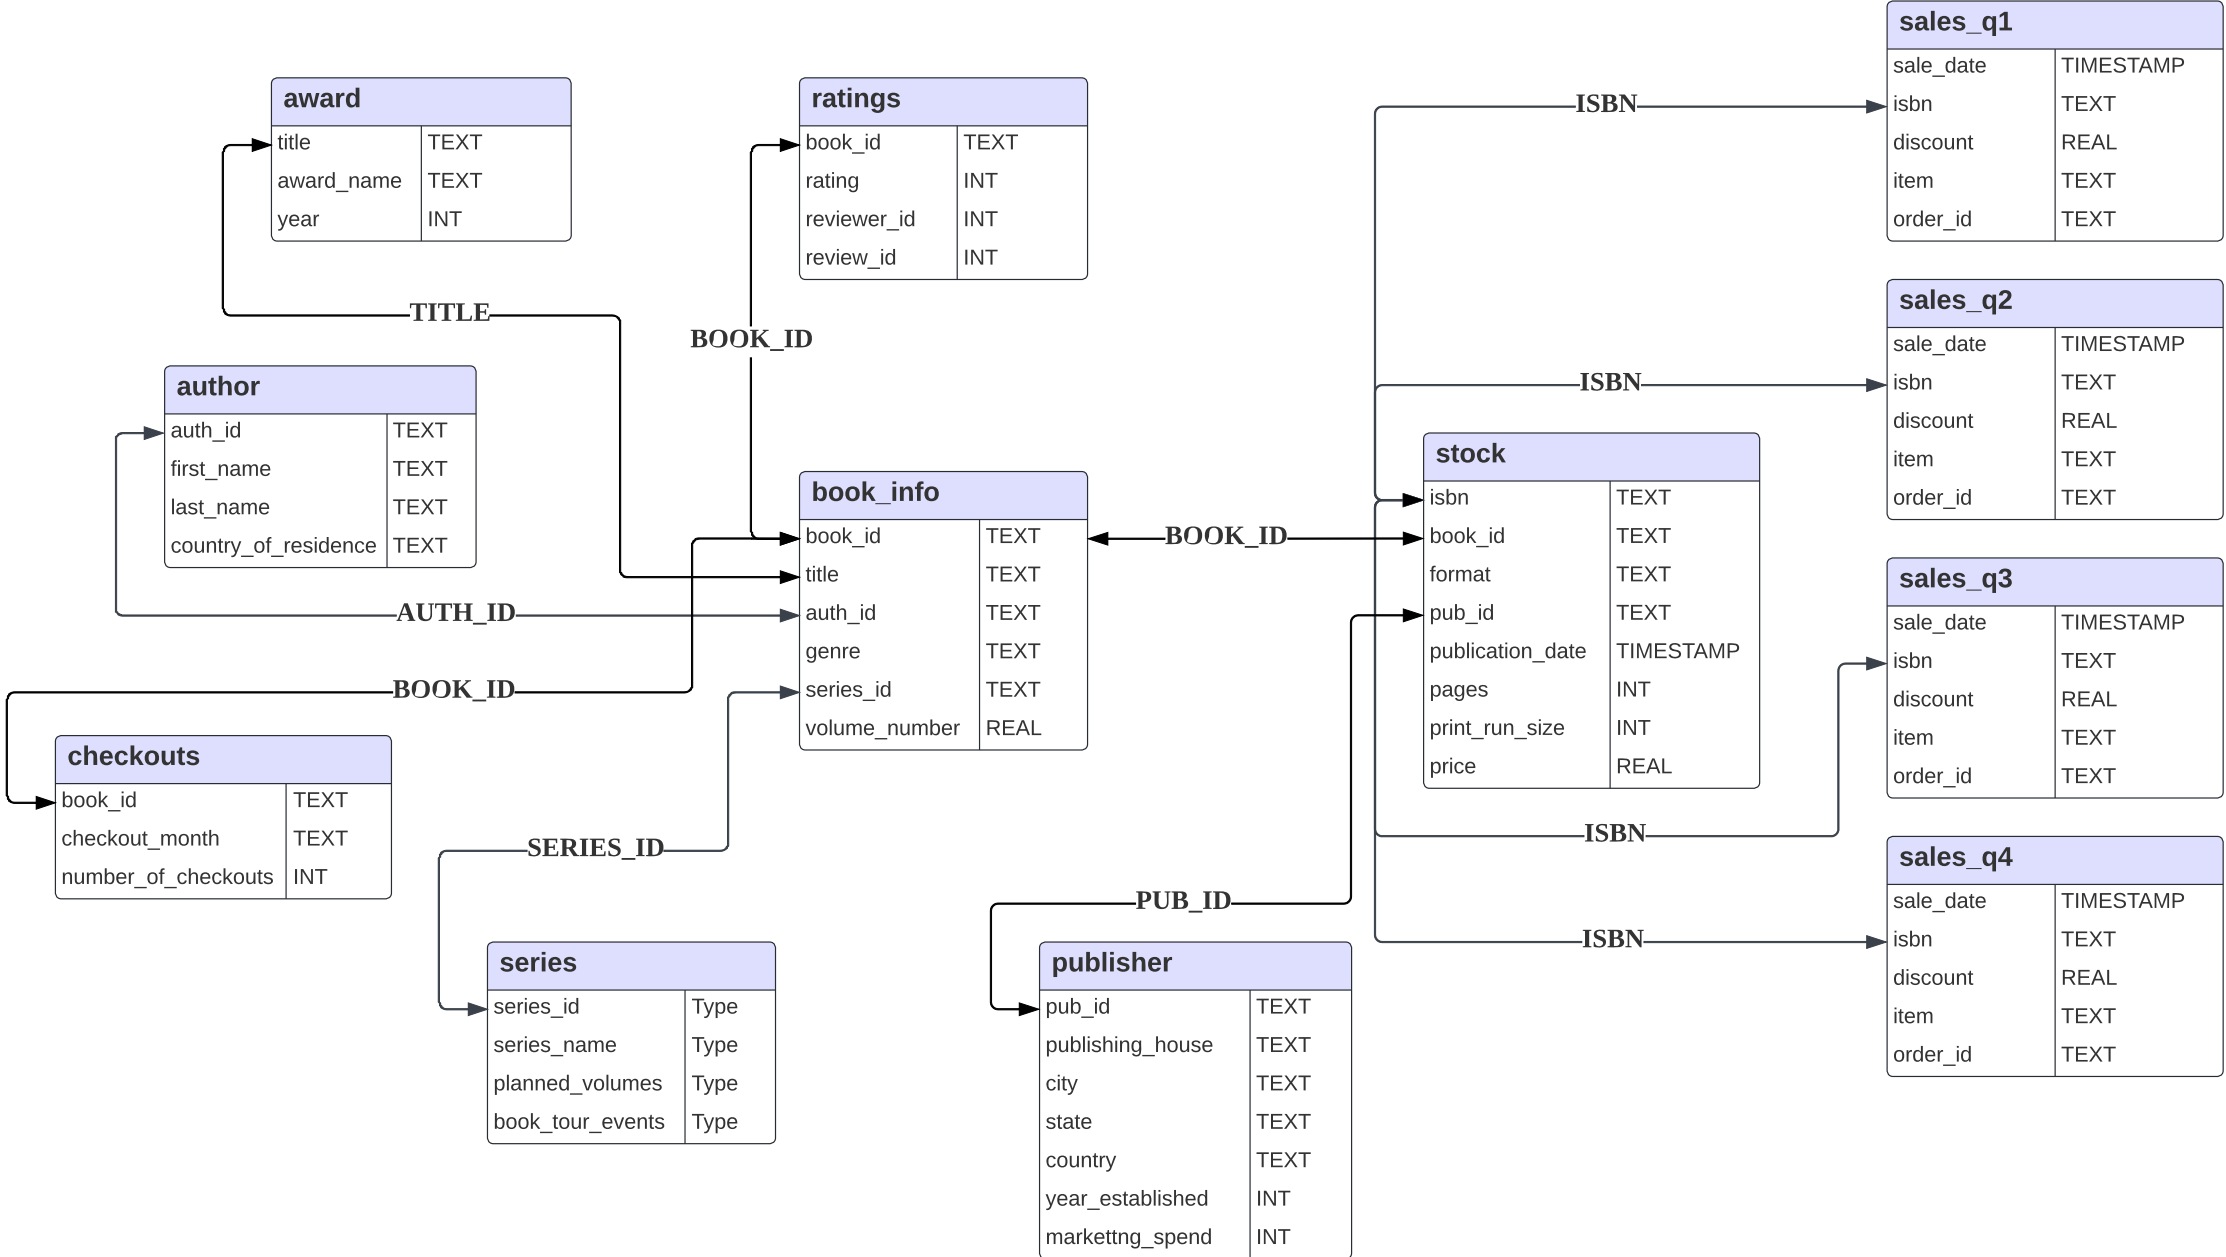 sales_q1
sale_date TIMESTAMP
isbn TEXT
discount REAL
item TEXT
order_id TEXT
award
title TEXT
award_name TEXT
year INT
ratings
book_id TEXT
rating INT
reviewer_id INT
review_id INT
ISBN
TITLE
BOOK_ID
sales_q2
sale_date TIMESTAMP
isbn TEXT
discount REAL
item TEXT
order_id TEXT
ISBN
author
auth_id TEXT
first_name TEXT
last_name TEXT
country_of_residence TEXT
AUTH_ID
book_info
book_id TEXT
title TEXT
auth_id TEXT
genre TEXT
series_id TEXT
volume_number REAL
BOOK_ID
stock
isbn TEXT
book_id TEXT
format TEXT
pub_id TEXT
publication_date TIMESTAMP
pages INT
print_run_size INT
price REAL
sales_q3
sale_date TIMESTAMP
isbn TEXT
discount REAL
item TEXT
order_id TEXT
ISBN
BOOK_ID
checkouts
book_id TEXT
checkout_month TEXT
number_of_checkouts INT
SERIES_ID
series
series_id Type
series_name Type
planned_volumes Type
book_tour_events Type
PUB_ID
publisher
pub_id TEXT
publishing_house TEXT
city TEXT
state TEXT
country TEXT
year_established INT
markettng_spend INT
ISBN
sales_q4
sale_date TIMESTAMP
isbn TEXT
discount REAL
item TEXT
order_id TEXT